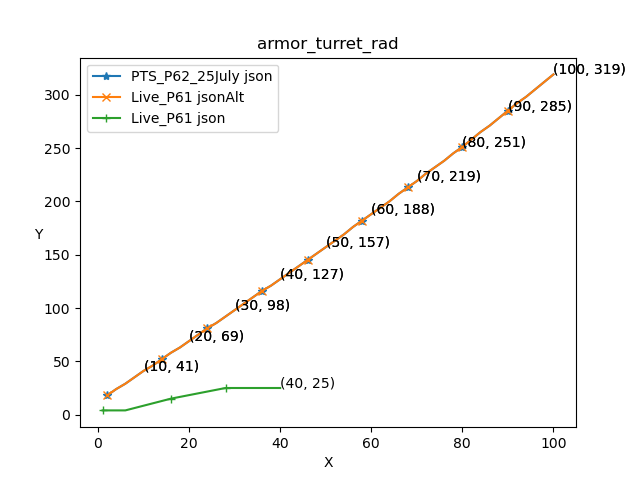 armor_turret_rad
PTS_P62_25July json
Live_P61 jsonAlt
Live_P61 json
(100, 319)
(90, 285)
(80, 251)
(70, 219)
(60, 188)
(50, 157)
(40, 127)
(30, 98)
(20, 69)
(10, 41)
(40, 25)
300
250
200
150
100
50
0
Y
0 20 40 60 80 100
X